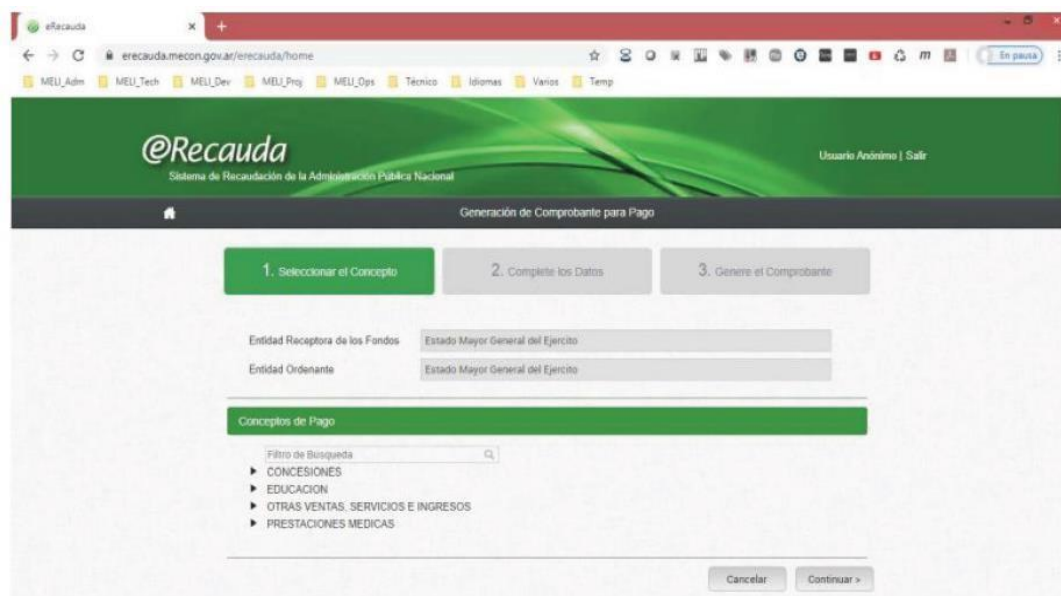 eRecauda
erecauda.mecon.gov.ar/erecauda/home
En pausa
MELI_Adm MELI_Tech MELI_Dev MELI_Proj MELI_Ops Técnico Idiomas Varios Temp
@Recauda
Sistema de Recaudación de la Administración Pública Nacional
Usuario Anónimo | Salir
Generación de Comprobante para Pago
1. Seleccionar el Concepto
2. Complete los Datos
3. Genere el Comprobante
Entidad Receptora de los Fondos Estado Mayor General del Ejercito
Entidad Ordenante Estado Mayor General del Ejercito
Conceptos de Pago
Filtro de Búsqueda
CONCESIONES
EDUCACION
OTRAS VENTAS, SERVICIOS E INGRESOS
PRESTACIONES MEDICAS
Cancelar Continuar >